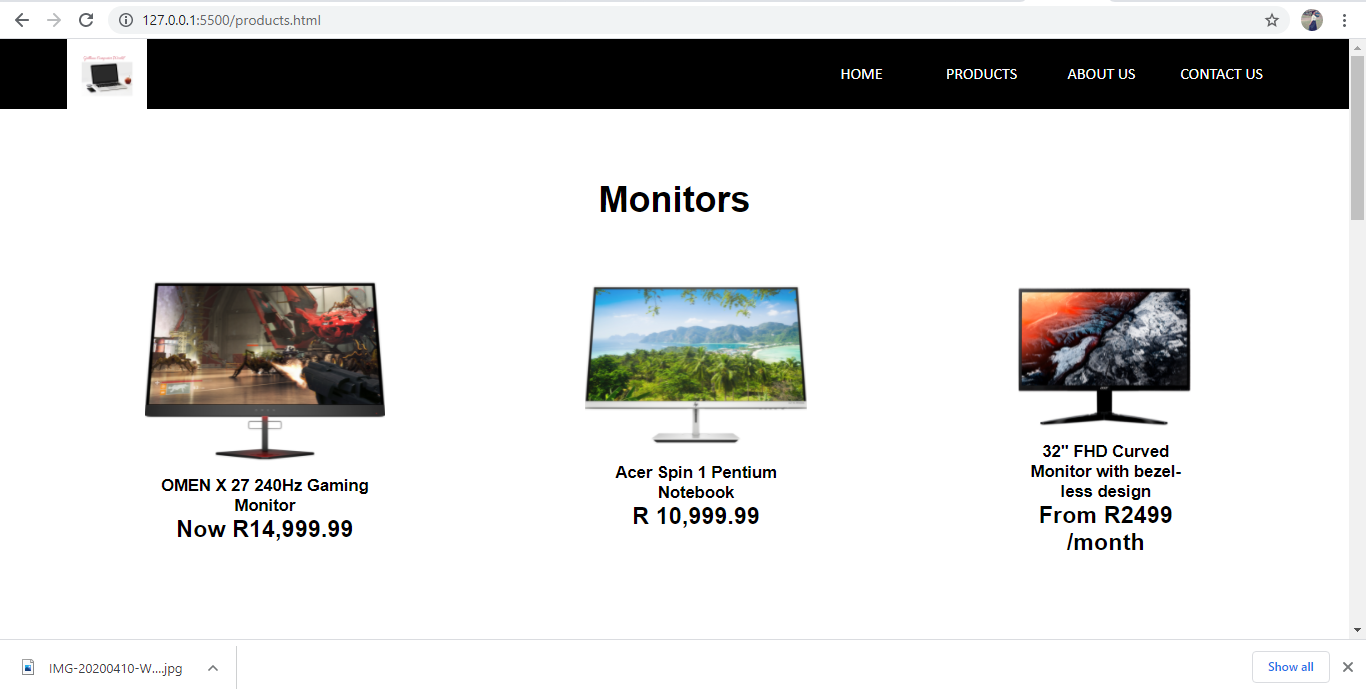 127.0.0.1:5500/products.html
HOME PRODUCTS ABOUT US CONTACT US
Monitors
OMEN X 27 240Hz Gaming
Monitor
Now R14,999.99
Acer Spin 1 Pentium
Notebook
R 10,999.99
32" FHD Curved
Monitor with bezel-
less design
From R2499
/month
IMG-20200410-W....jpg
Show all